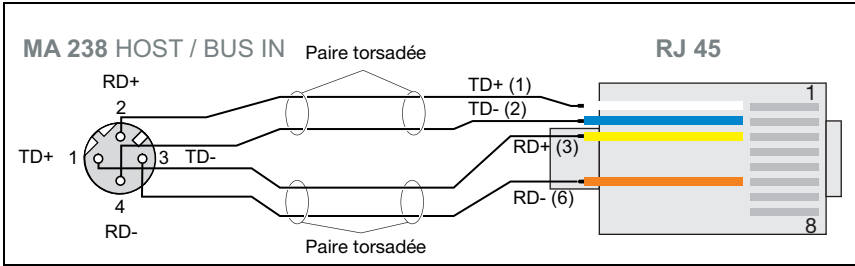 MA 238 HOST / BUS IN
Paire torsadée
RJ 45
RD+
TD+ (1)
1
2
TD- (2)
TD+ 1
3 TD-
RD+ (3)
4
RD- (6)
8
RD-
Paire torsadée